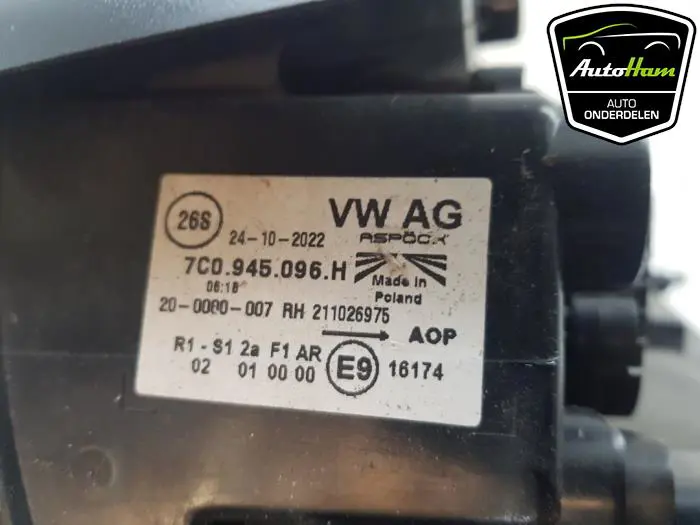 AutoHam
AUTO
ONDERDELEN
26S
VW AG
24-10-2022
ASPÖCK
7C0.945.096.H
06:18
Made in
Poland
20-0080-007 RH 211026975
AOP
R1 - S1 2a F1 AR
02 01 00 00
E9 16174